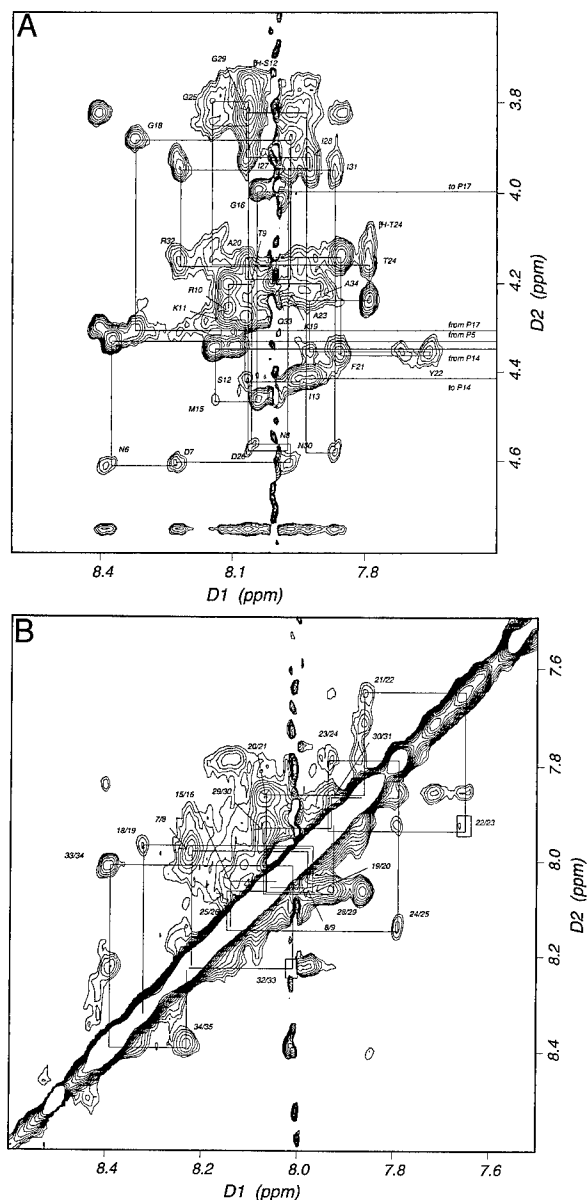 A
G29
ᴾH-S12
G25
3.8
G18
I28
I27
I31
to P17
4.0
G16
T9
ᴾH-T24
R32
A20
T24
R10
A34
4.2
K11
Q33
K19
A23
from P17
from P5
from P14
F21
Y22
4.4
S12
to P14
M15
I13
N8
N6
D7
D26
N30
4.6
8.4
8.1
7.8
D1 (ppm)
D2 (ppm)
B
7.6
21/22
23/24
30/31
20/21
7.8
15/16
29/30
18/19
7/8
22/23
33/34
8.0
19/20
25/26
28/29
8/9
24/25
32/33
8.2
34/35
8.4
8.4
8.2
8.0
7.8
7.6
D1 (ppm)
D2 (ppm)